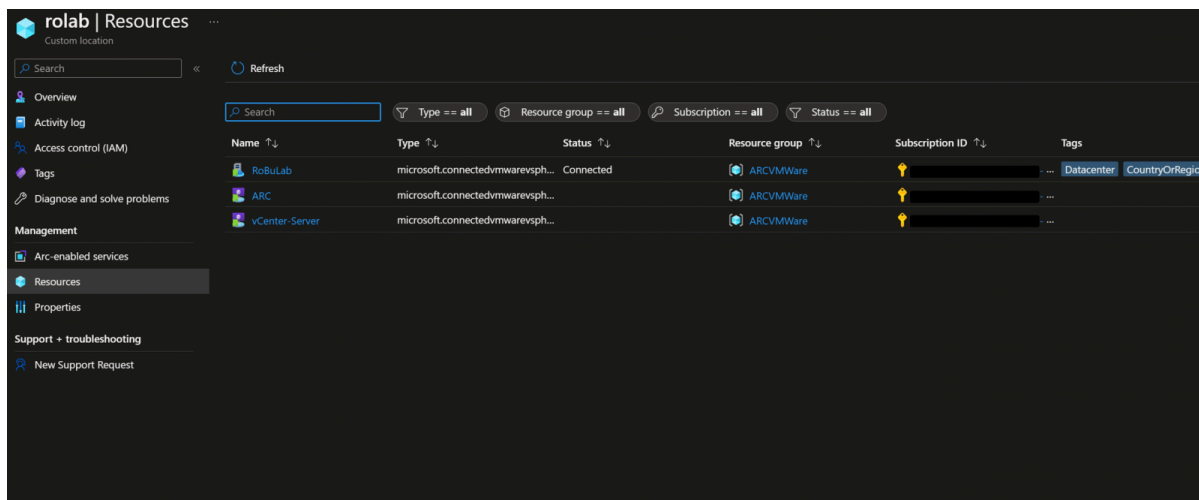 rolab | Resources ...
Custom location
Search «
Refresh
Overview
Activity log
Access control (IAM)
Tags
Diagnose and solve problems
Management
Arc-enabled services
Resources
Properties
Support + troubleshooting
New Support Request
Search Type == all Resource group == all Subscription == all Status == all
Name ↑↓ Type ↑↓ Status ↑↓ Resource group ↑↓ Subscription ID ↑↓ Tags
RoBuLab microsoft.connectedvmwarevsph... Connected ARCVMWare ... Datacenter CountryOrRegio
ARC microsoft.connectedvmwarevsph... ARCVMWare ...
vCenter-Server microsoft.connectedvmwarevsph... ARCVMWare ...